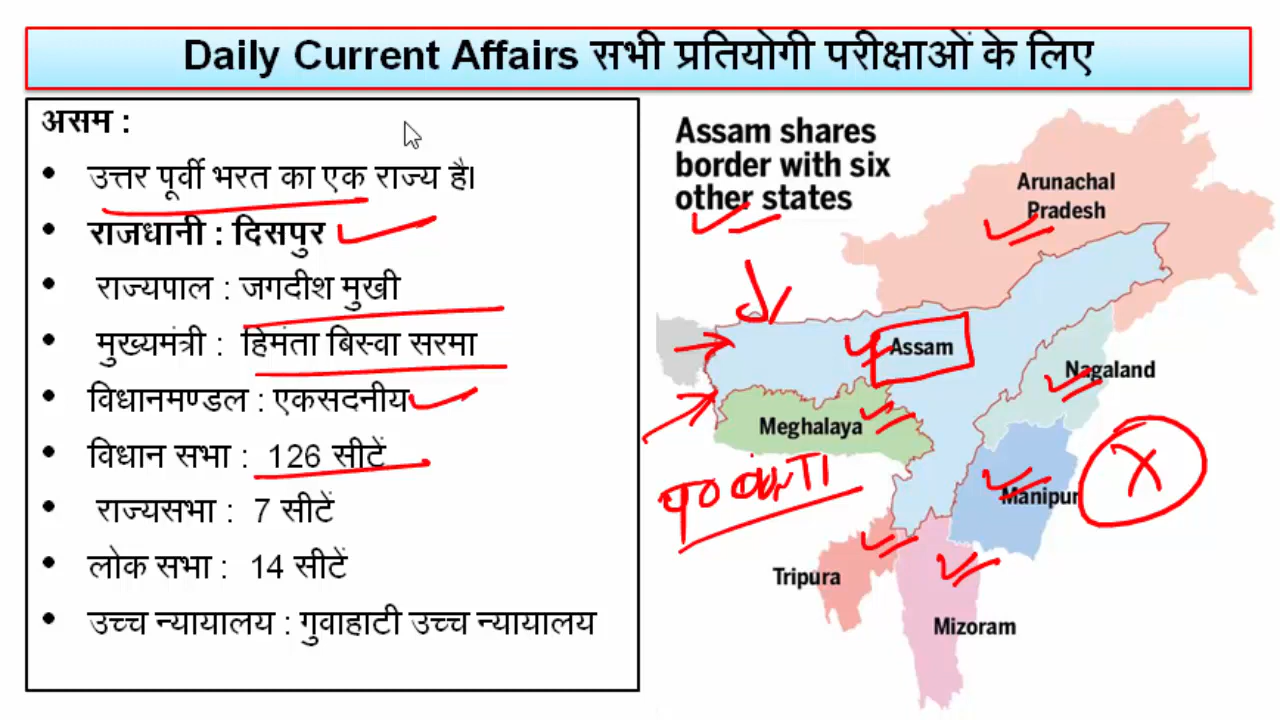 Daily Current Affairs सभी प्रतियोगी परीक्षाओं के लिए
असम :
• उत्तर पूर्वी भरत का एक राज्य है।
• राजधानी : दिसपुर
• राज्यपाल : जगदीश मुखी
• मुख्यमंत्री : हिमंता बिस्वा सरमा
• विधानमण्डल : एकसदनीय
• विधान सभा : 126 सीटें
• राज्यसभा : 7 सीटें
• लोक सभा : 14 सीटें
• उच्च न्यायालय : गुवाहाटी उच्च न्यायालय
Assam shares
border with six
other states
Arunachal
Pradesh
Assam
Nagaland
Meghalaya
Manipur
Tripura
Mizoram